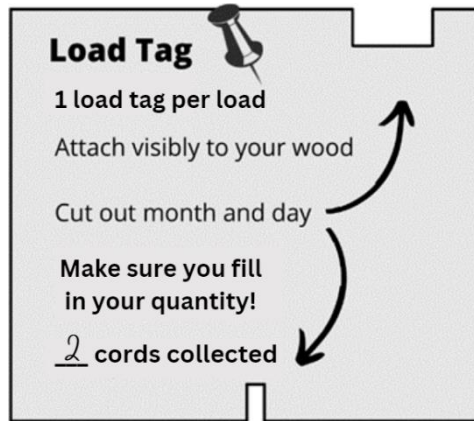 Load Tag
1 load tag per load
Attach visibly to your wood
Cut out month and day
Make sure you fill
in your quantity!
2 cords collected